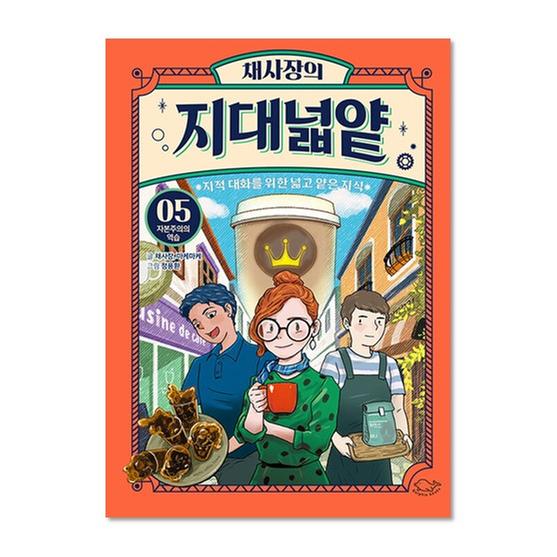 채사장의
지대넓얕
지적 대화를 위한 넓고 얕은 지식
05
자본주의의
역습
글 채사장·마케마케
그림 정용환
usine de café